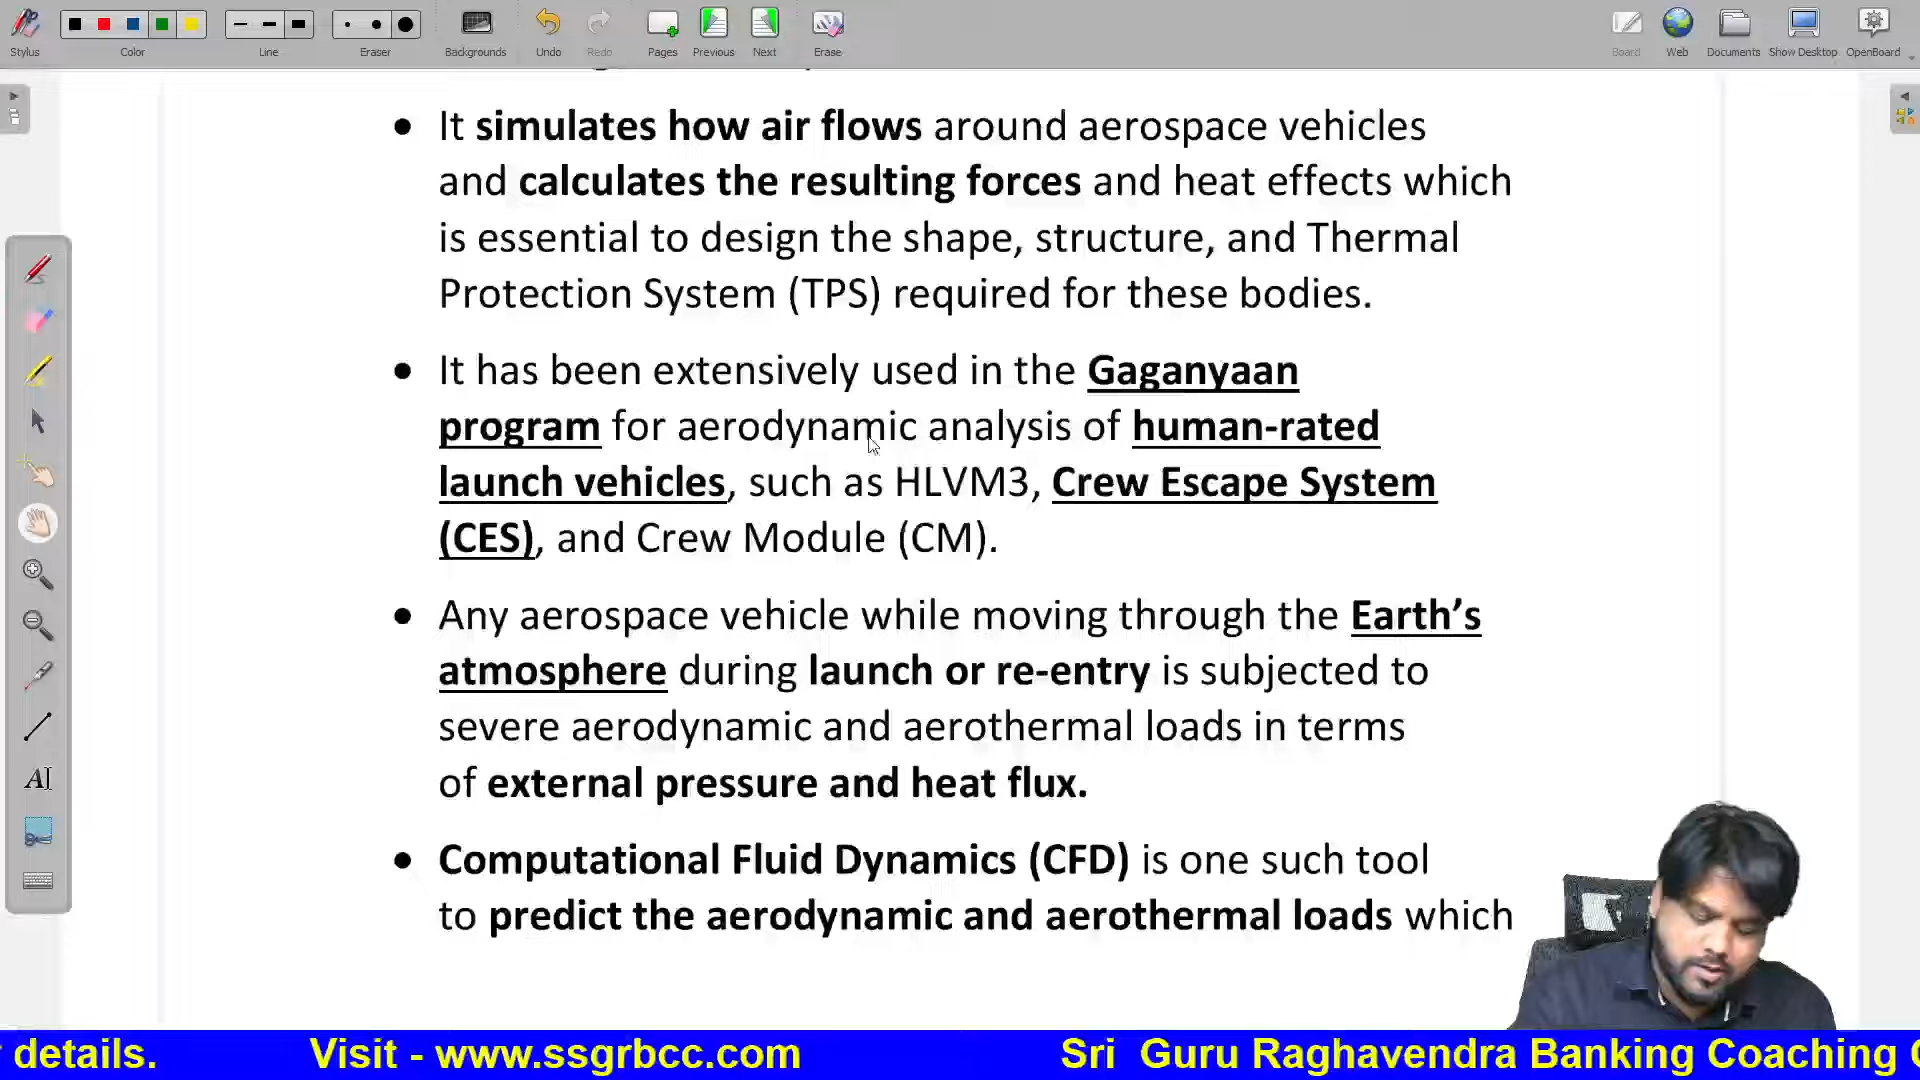 Stylus
Color
Line
Eraser
Backgrounds
Undo
Redo
Pages
Previous
Next
Erase
Board
Web
Documents
Show Desktop
OpenBoard
• It simulates how air flows around aerospace vehicles
and calculates the resulting forces and heat effects which
is essential to design the shape, structure, and Thermal
Protection System (TPS) required for these bodies.
• It has been extensively used in the Gaganyaan
program for aerodynamic analysis of human-rated
launch vehicles, such as HLVM3, Crew Escape System
(CES), and Crew Module (CM).
• Any aerospace vehicle while moving through the Earth’s
atmosphere during launch or re-entry is subjected to
severe aerodynamic and aerothermal loads in terms
of external pressure and heat flux.
• Computational Fluid Dynamics (CFD) is one such tool
to predict the aerodynamic and aerothermal loads which
details. Visit - www.ssgrbcc.com Sri Guru Raghavendra Banking Coaching